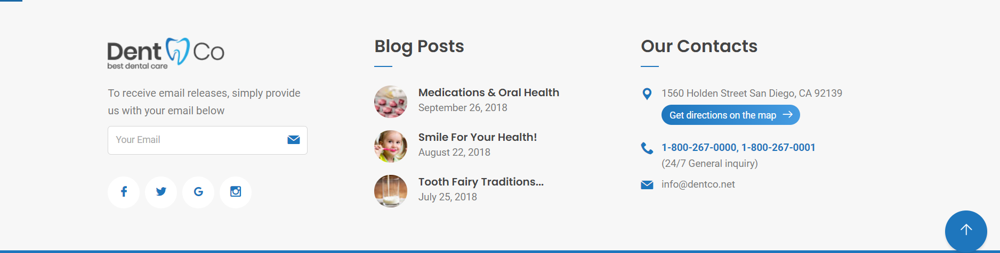 Dent Co
best dental care
To receive email releases, simply provide
us with your email below
Your Email
Blog Posts
Medications & Oral Health
September 26, 2018
Smile For Your Health!
August 22, 2018
Tooth Fairy Traditions...
July 25, 2018
Our Contacts
1560 Holden Street San Diego, CA 92139
Get directions on the map
1-800-267-0000, 1-800-267-0001
(24/7 General inquiry)
info@dentco.net